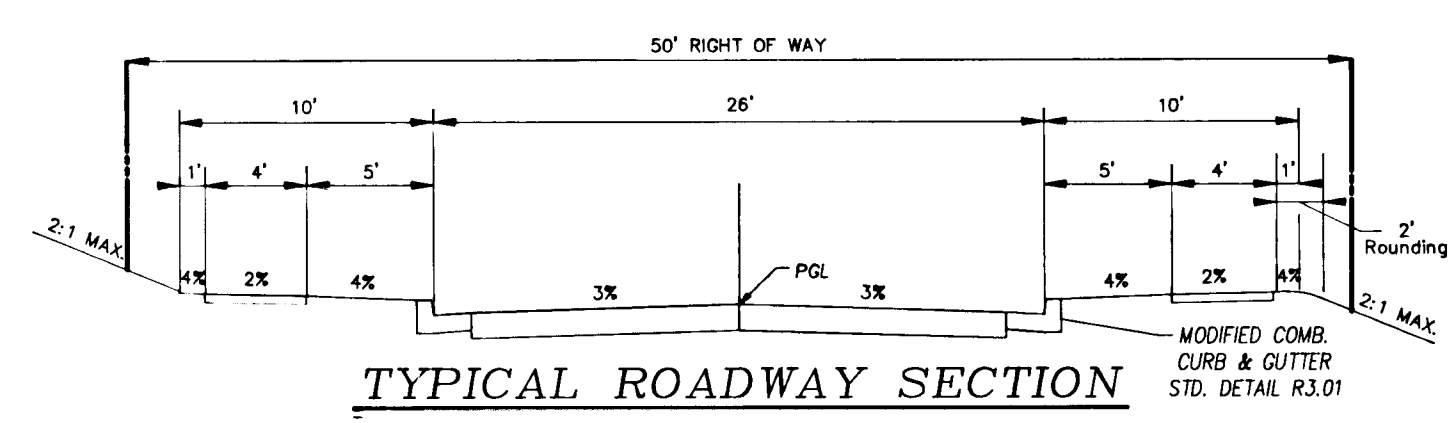 50' RIGHT OF WAY
10'
26'
10'
1'
4'
5'
5'
4'
1'
2:1 MAX.
2'
Rounding
4%
2%
4%
3%
PGL
3%
4%
2%
4%
2:1 MAX.
MODIFIED COMB.
CURB & GUTTER
STD. DETAIL R3.01
TYPICAL ROADWAY SECTION